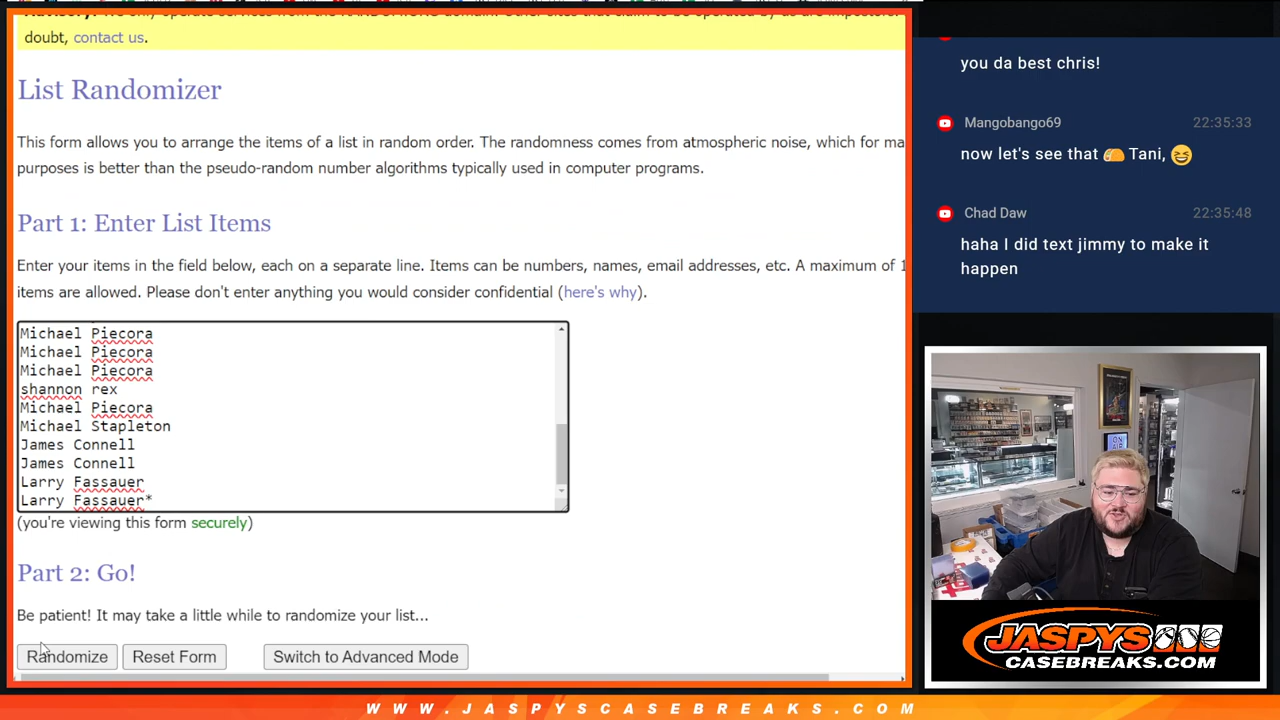 doubt, contact us.
List Randomizer
This form allows you to arrange the items of a list in random order. The randomness comes from atmospheric noise, which for ma
purposes is better than the pseudo-random number algorithms typically used in computer programs.
Part 1: Enter List Items
Enter your items in the field below, each on a separate line. Items can be numbers, names, email addresses, etc. A maximum of 1
items are allowed. Please don't enter anything you would consider confidential (here's why).
Michael Piecora
Michael Piecora
Michael Piecora
shannon rex
Michael Piecora
Michael Stapleton
James Connell
James Connell
Larry Fassauer
Larry Fassauer*
(you're viewing this form securely)
Part 2: Go!
Be patient! It may take a little while to randomize your list...
Randomize Reset Form Switch to Advanced Mode
you da best chris!
Mangobango69 22:35:33
now let's see that 🌮 Tani, 😆
Chad Daw 22:35:48
haha I did text jimmy to make it
happen
ON
AIR
JASPYS
CASEBREAKS.COM
WWW.JASPYSCASEBREAKS.COM